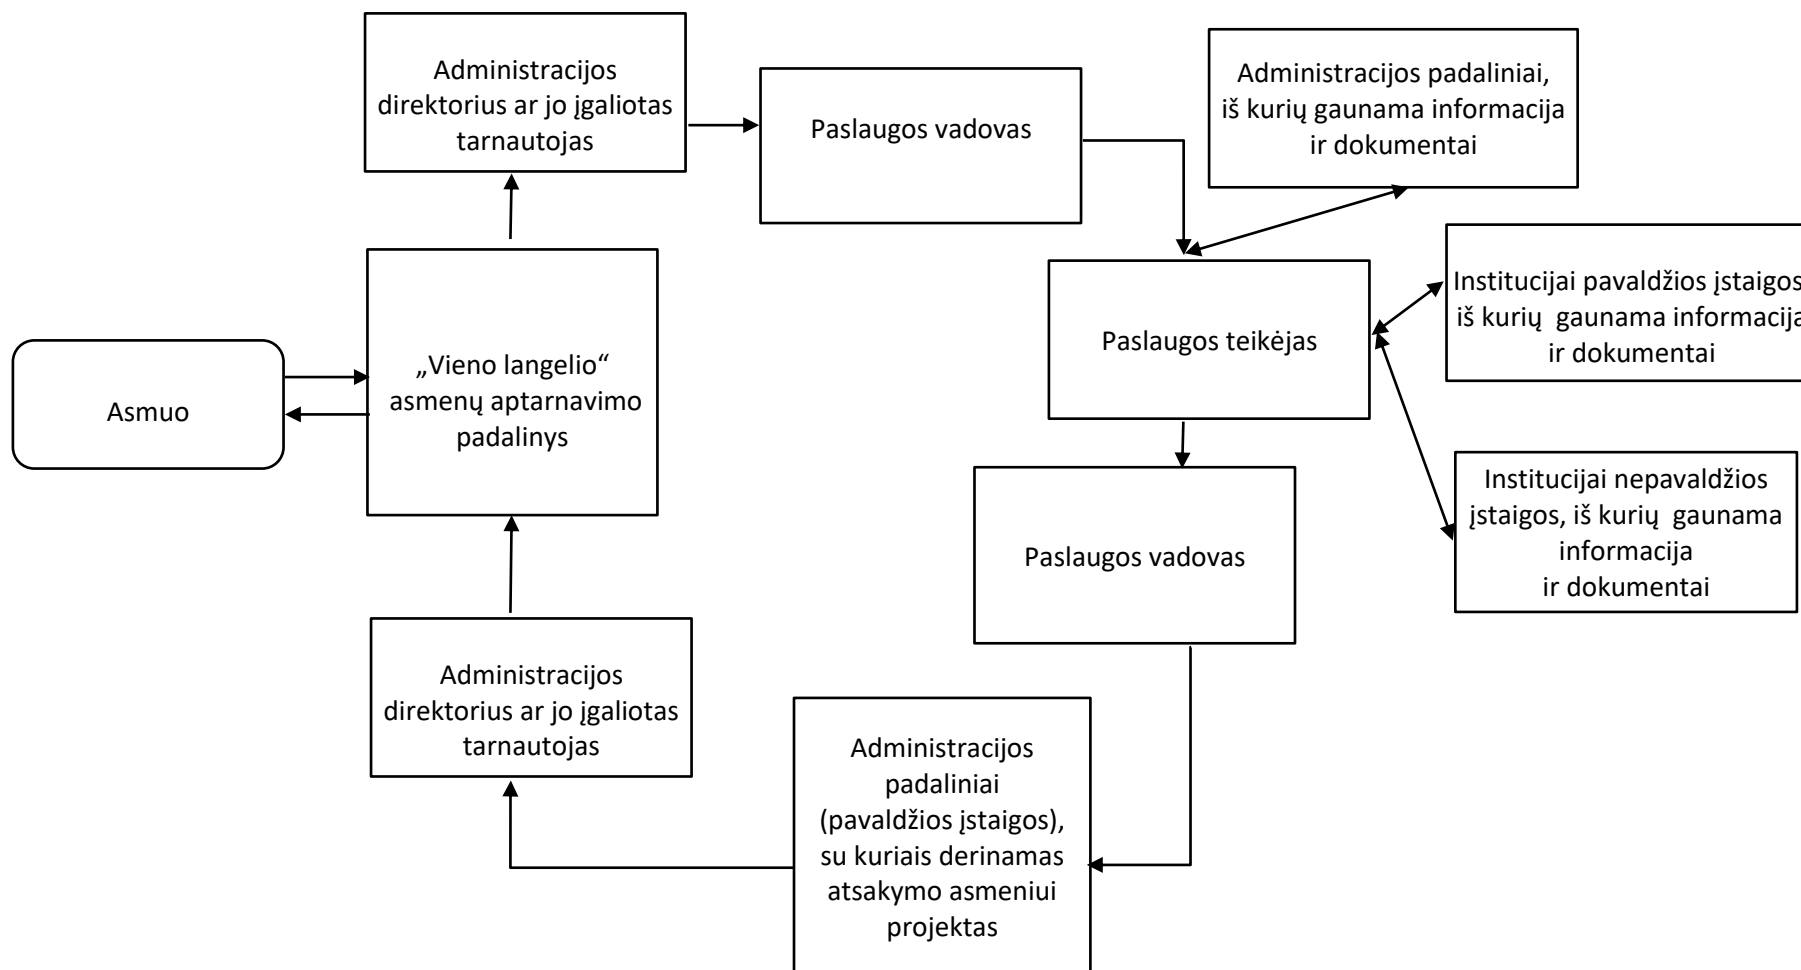 Administracijos
direktorius ar jo įgaliotas
tarnautojas
Paslaugos vadovas
Administracijos padaliniai,
iš kurių gaunama informacija
ir dokumentai
Institucijai pavaldžios įstaigos
iš kurių  gaunama informacija
ir dokumentai
Paslaugos teikėjas
„Vieno langelio“
asmenų aptarnavimo
padalinys
Asmuo
Institucijai nepavaldžios
įstaigos, iš kurių  gaunama
informacija
ir dokumentai
Paslaugos vadovas
Administracijos
direktorius ar jo įgaliotas
tarnautojas
Administracijos
padaliniai
(pavaldžios įstaigos),
su kuriais derinamas
atsakymo asmeniui
projektas